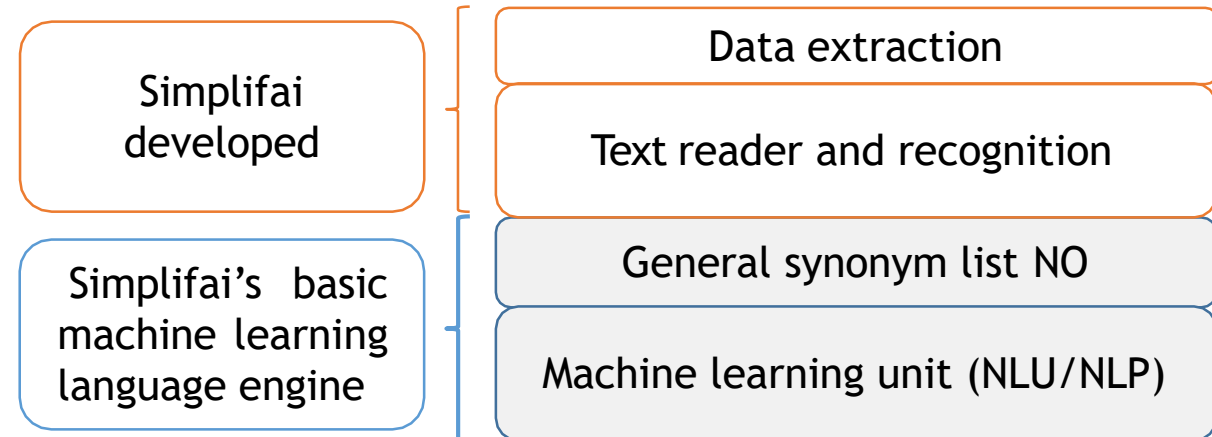 Simplifai
developed
Data extraction
Text reader and recognition
Simplifai’s basic
machine learning
language engine
General synonym list NO
Machine learning unit (NLU/NLP)